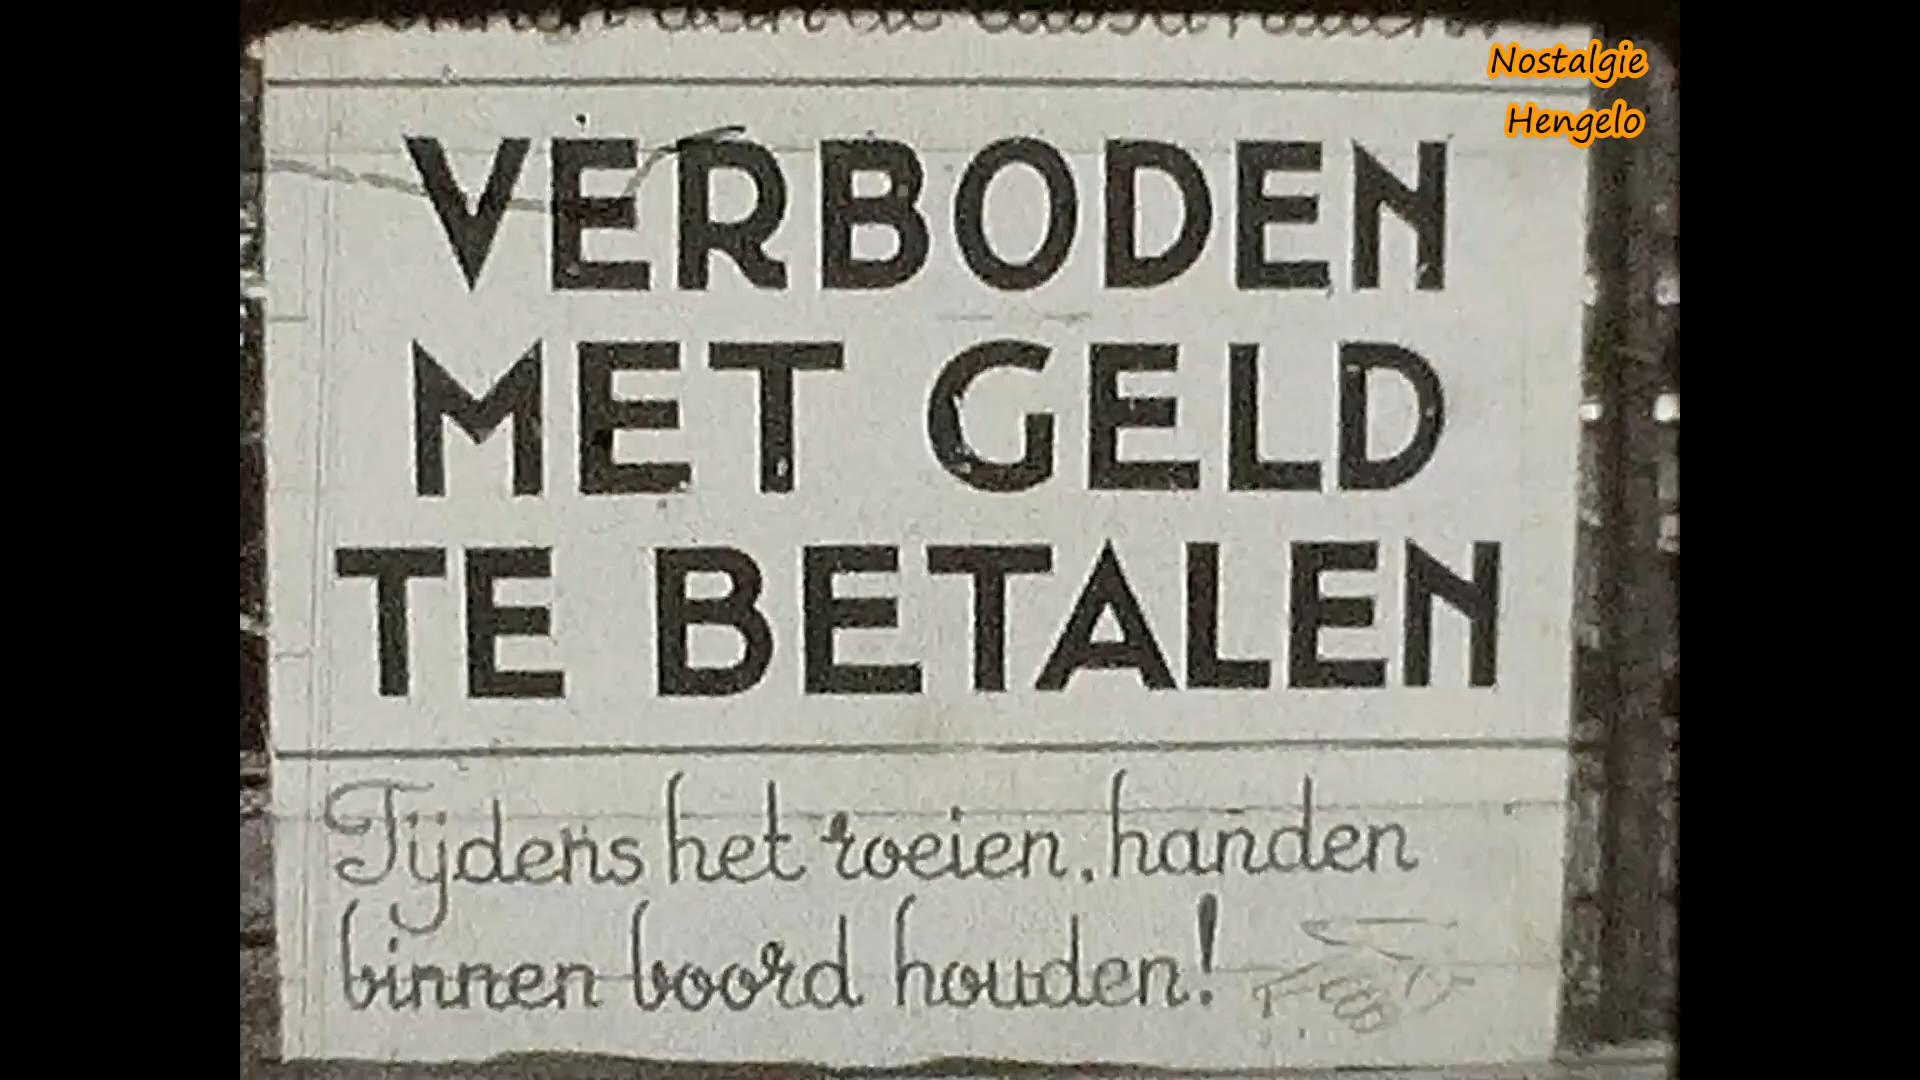 Nostalgie
Hengelo
VERBODEN
MET GELD
TE BETALEN
Tijdens het roeien, handen
binnen boord houden!